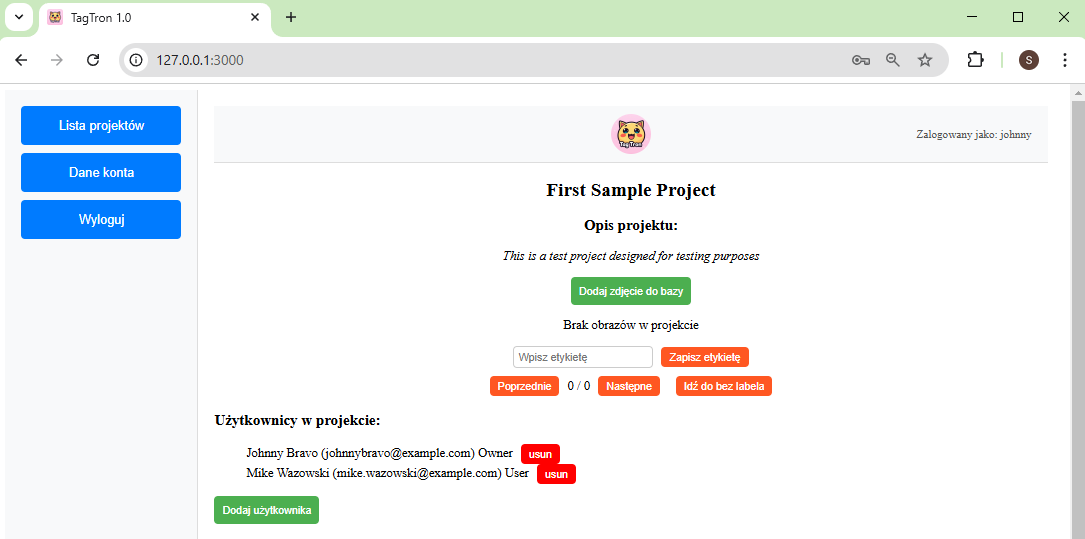 TagTron 1.0
127.0.0.1:3000
S
Lista projektów
Dane konta
Wyloguj
TagTron
Zalogowany jako: johnny
First Sample Project
Opis projektu:
This is a test project designed for testing purposes
Dodaj zdjęcie do bazy
Brak obrazów w projekcie
Wpisz etykietę Zapisz etykietę
Poprzednie 0 / 0 Następne Idź do bez labela
Użytkownicy w projekcie:
Johnny Bravo (johnnybravo@example.com) Owner usun
Mike Wazowski (mike.wazowski@example.com) User usun
Dodaj użytkownika